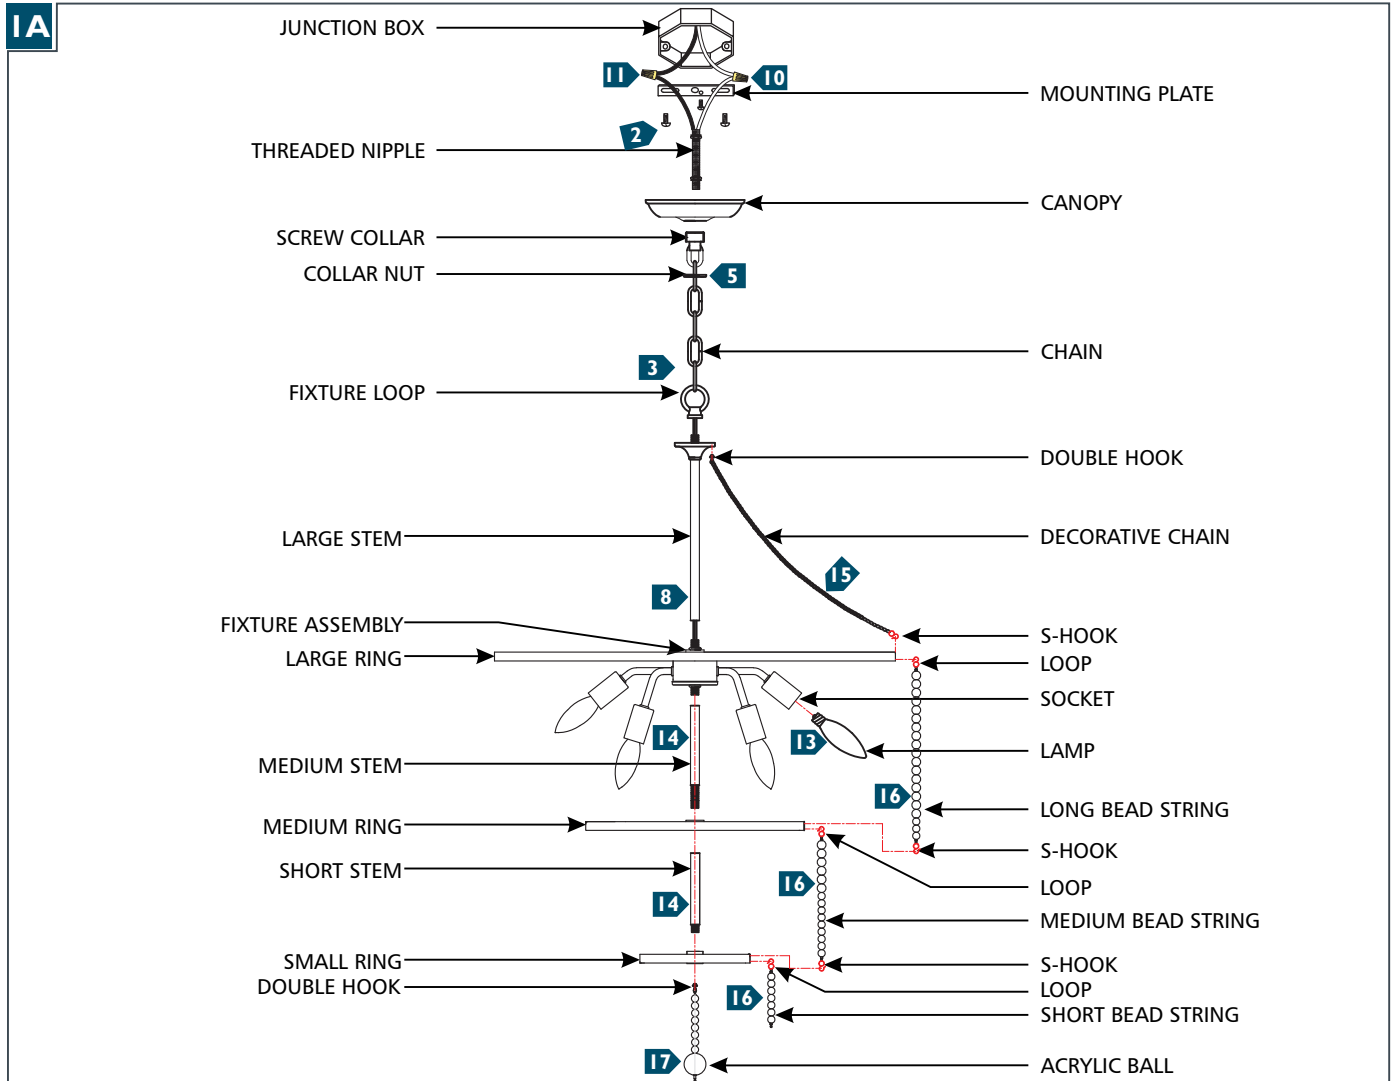 1A
JUNCTION BOX
11
10
MOUNTING PLATE
2
THREADED NIPPLE
CANOPY
SCREW COLLAR
COLLAR NUT
5
CHAIN
3
FIXTURE LOOP
DOUBLE HOOK
LARGE STEM
DECORATIVE CHAIN
15
8
FIXTURE ASSEMBLY
S-HOOK
LARGE RING
LOOP
SOCKET
14
13
LAMP
MEDIUM STEM
16
LONG BEAD STRING
MEDIUM RING
S-HOOK
SHORT STEM
16
LOOP
14
MEDIUM BEAD STRING
SMALL RING
S-HOOK
DOUBLE HOOK
LOOP
16
SHORT BEAD STRING
17
ACRYLIC BALL